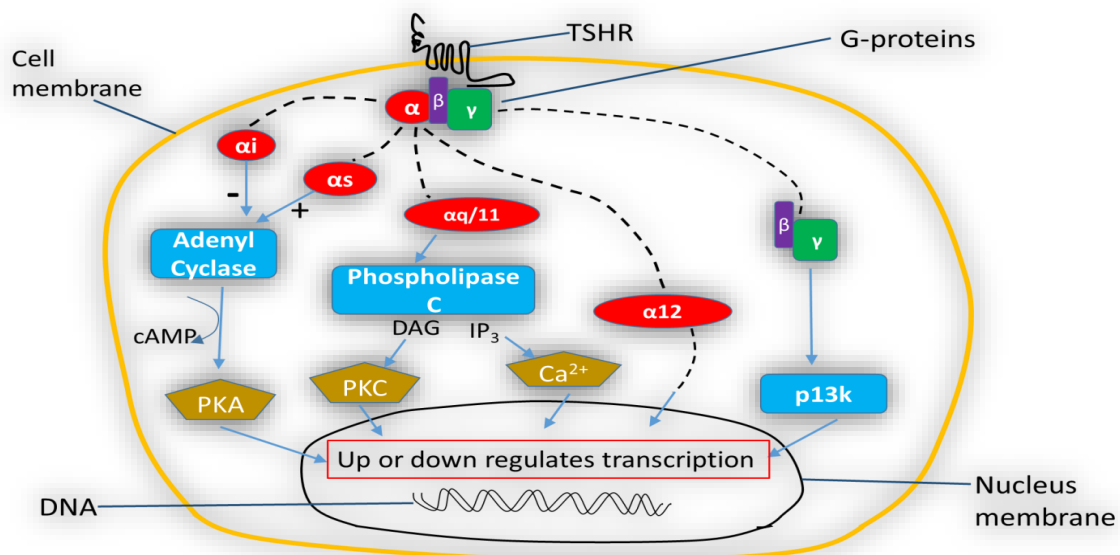 TSHR
G-proteins
Cell
membrane
α
β
γ
αi
αs
-
+
αq/11
β
γ
Adenyl
Cyclase
Phospholipase
C
α12
cAMP
DAG
IP₃
PKA
PKC
Ca²⁺
p13k
Up or down regulates transcription
DNA
Nucleus
membrane